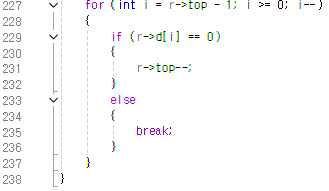 227 for (int i = r->top - 1; i >= 0; i--)
228 {
229 if (r->d[i] == 0)
230 {
231 r->top--;
232 }
233 else
234 {
235 break;
236 }
237 }
238 }